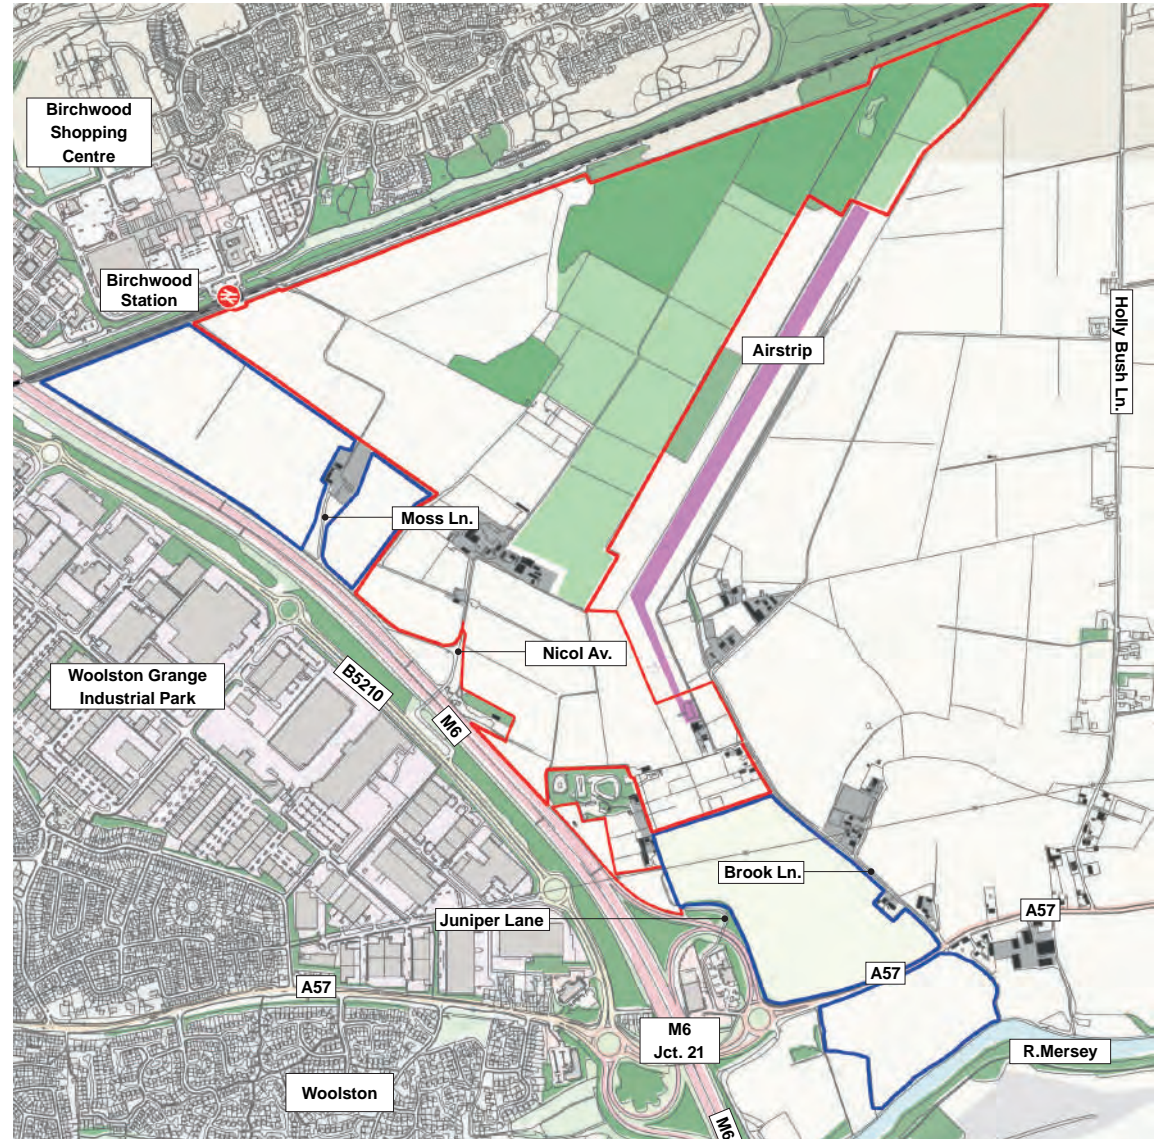 Birchwood
Shopping
Centre
Birchwood
Station
Airstrip
Holly Bush Ln.
Moss Ln.
Nicol Av.
Woolston Grange
Industrial Park
B5210
M6
Brook Ln.
Juniper Lane
A57
A57
A57
M6
Jct. 21
R.Mersey
Woolston
M6